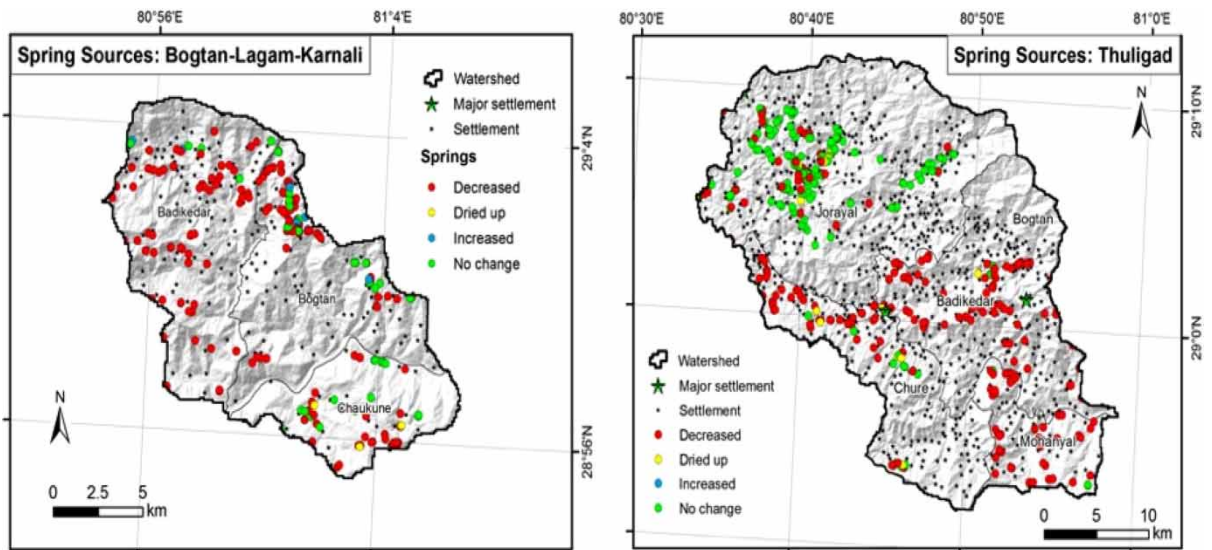 80°56'E
81°4'E
Spring Sources: Bogtan-Lagam-Karnali
Watershed
Major settlement
Settlement
Springs
Decreased
Dried up
Increased
No change
29°4'N
28°56'N
Badikedar
Bogtan
Chaukune
N
0 2.5 5
km
80°30'E
80°40'E
80°50'E
81°0'E
Spring Sources: Thuligad
N
29°10'N
29°0'N
Jorayal
Bogtan
Badikedar
Chure
Mohanyal
Watershed
Major settlement
Settlement
Decreased
Dried up
Increased
No change
0 5 10
km